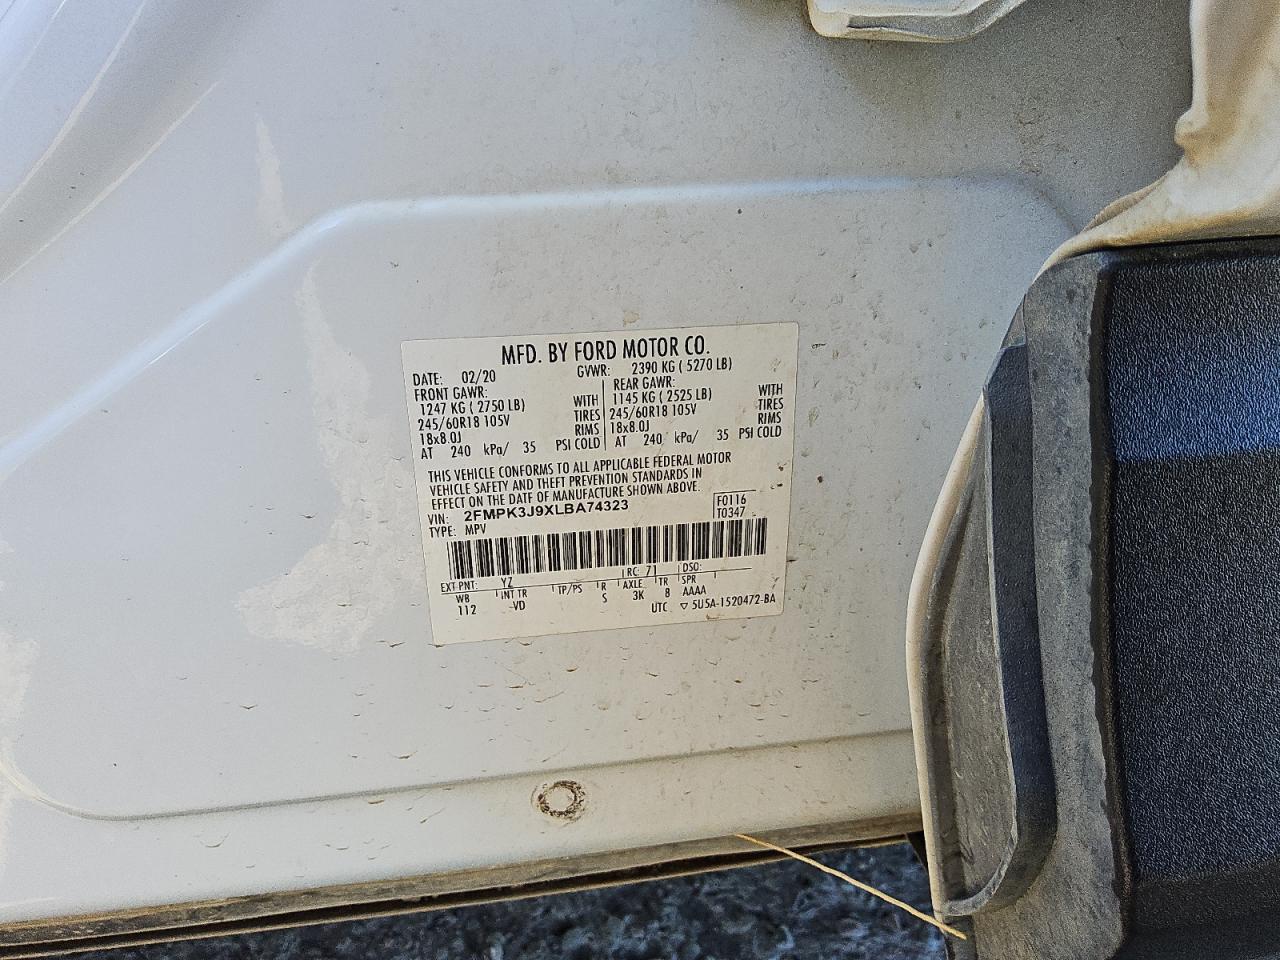 MFD. BY FORD MOTOR CO.
DATE: 02/20 GVWR: 2390 KG ( 5270 LB)
FRONT GAWR: REAR GAWR:
1247 KG ( 2750 LB) WITH 1145 KG ( 2525 LB) WITH
245/60R18 105V TIRES 245/60R18 105V TIRES
18x8.0J RIMS 18x8.0J RIMS
AT 240 kPa/ 35 PSI COLD AT 240 kPa/ 35 PSI COLD
THIS VEHICLE CONFORMS TO ALL APPLICABLE FEDERAL MOTOR
VEHICLE SAFETY AND THEFT PREVENTION STANDARDS IN
EFFECT ON THE DATE OF MANUFACTURE SHOWN ABOVE.
VIN: 2FMPK3J9XLBA74323 F0116
TYPE: MPV T0347
EXT PNT: YZ RC: 71 DSO:
WB INT TR TP/PS R AXLE TR SPR
112 VD S 3K 8 AAAA
UTC ▽ 5U5A-1520472-BA